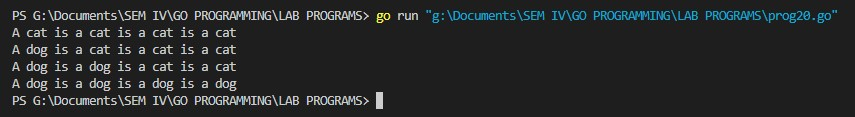 PS G:\Documents\SEM IV\GO PROGRAMMING\LAB PROGRAMS> go run "g:\Documents\SEM IV\GO PROGRAMMING\LAB PROGRAMS\prog20.go"
A cat is a cat is a cat is a cat
A dog is a cat is a cat is a cat
A dog is a dog is a cat is a cat
A dog is a dog is a dog is a dog
PS G:\Documents\SEM IV\GO PROGRAMMING\LAB PROGRAMS>